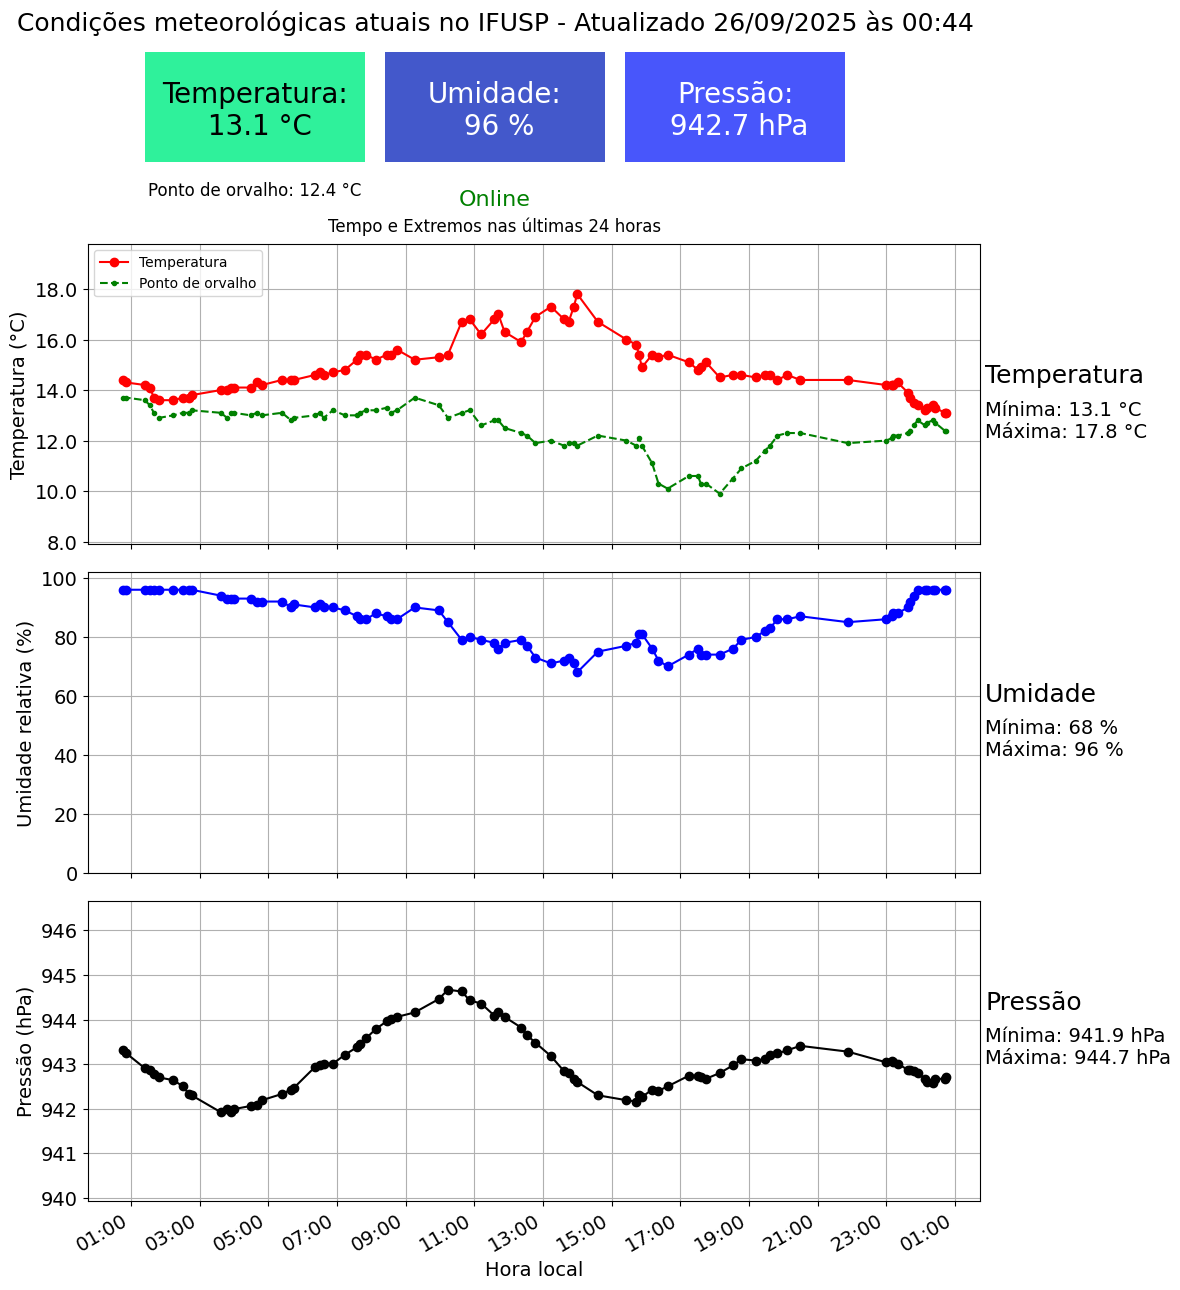 Condições meteorológicas atuais no IFUSP - Atualizado 26/09/2025 às 00:44
Temperatura:
13.1 °C
Umidade:
96 %
Pressão:
942.7 hPa
Ponto de orvalho: 12.4 °C
Online
Tempo e Extremos nas últimas 24 horas
Temperatura
Ponto de orvalho
Temperatura (°C)
18.0
16.0
14.0
12.0
10.0
8.0
Temperatura
Mínima: 13.1 °C
Máxima: 17.8 °C
Umidade relativa (%)
100
80
60
40
20
0
Umidade
Mínima: 68 %
Máxima: 96 %
Pressão (hPa)
946
945
944
943
942
941
940
Pressão
Mínima: 941.9 hPa
Máxima: 944.7 hPa
01:00 03:00 05:00 07:00 09:00 11:00 13:00 15:00 17:00 19:00 21:00 23:00 01:00
Hora local